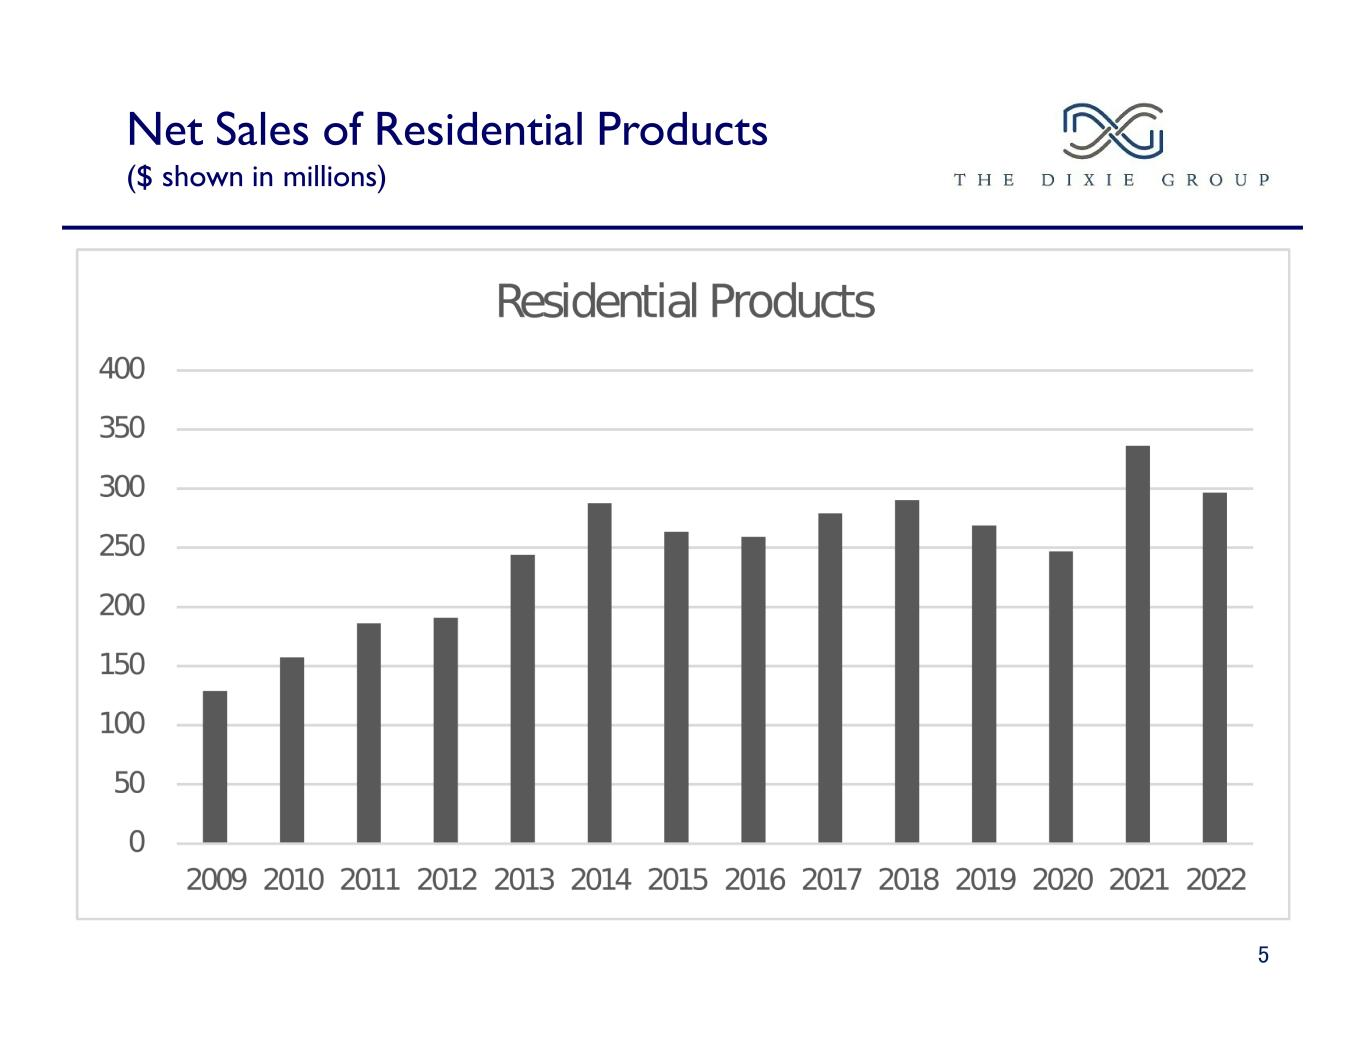 Net Sales of Residential Products
($ shown in millions)
THE DIXIE GROUP
Residential Products
400
350
300
250
200
150
100
50
0
2009 2010 2011 2012 2013 2014 2015 2016 2017 2018 2019 2020 2021 2022
5